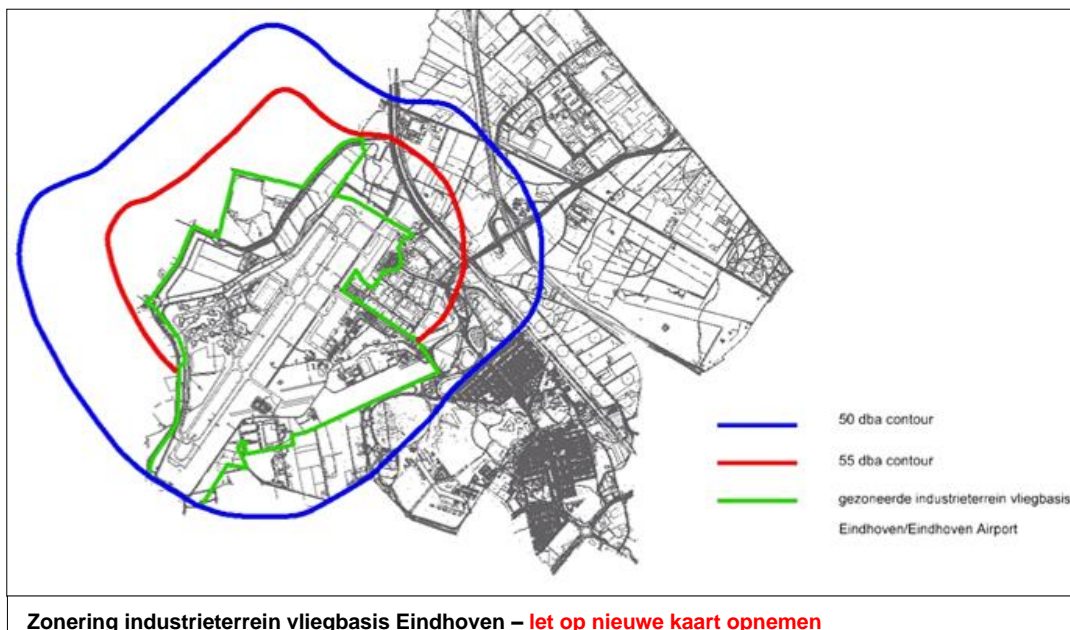 50 dba contour
55 dba contour
gezoneerde industrieterrein vliegbasis
Eindhoven/Eindhoven Airport
Zonering industrieterrein vliegbasis Eindhoven – let op nieuwe kaart opnemen